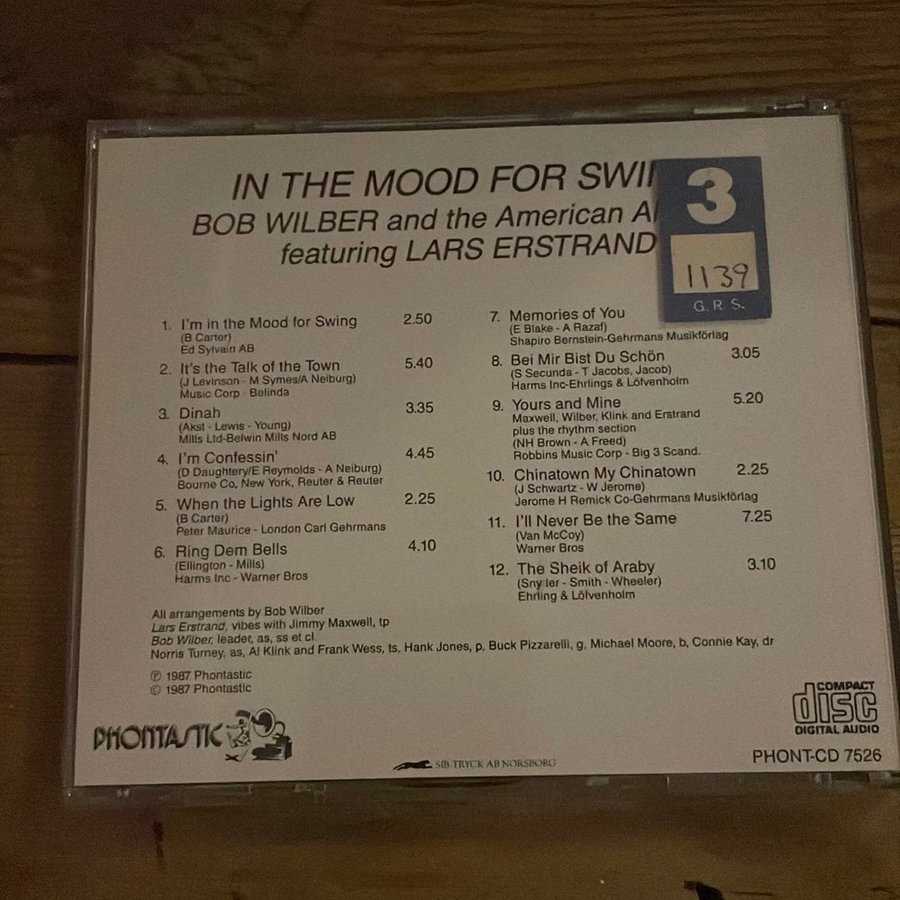 IN THE MOOD FOR SWI
BOB WILBER and the American A
featuring LARS ERSTRAND
3
1139
G.R.S.
1. I'm in the Mood for Swing 2.50
(B Carter)
Ed Sylvain AB
2. It's the Talk of the Town 5.40
(J Levinson - M Symes/A Neiburg)
Music Corp - Belinda
3. Dinah 3.35
(Akst - Lewis - Young)
Mills Ltd-Belwin Mills Nord AB
4. I'm Confessin' 4.45
(D Daughtery/E Reynolds - A Neiburg)
Bourne Co, New York, Reuter & Reuter
5. When the Lights Are Low 2.25
(B Carter)
Peter Maurice - London Carl Gehrmans
6. Ring Dem Bells 4.10
(Ellington - Mills)
Harms Inc - Warner Bros
7. Memories of You
(E Blake - A Razaf)
Shapiro Bernstein-Gehrmans Musikförlag
8. Bei Mir Bist Du Schön 3.05
(S Secunda - T Jacobs, Jacob)
Harms Inc-Ehrlings & Löfvenholm
9. Yours and Mine 5.20
Maxwell, Wilber, Klink and Erstrand
plus the rhythm section
(NH Brown - A Freed)
Robbins Music Corp - Big 3 Scand.
10. Chinatown My Chinatown 2.25
(J Schwartz - W Jerome)
Jerome H Remick Co-Gehrmans Musikförlag
11. I'll Never Be the Same 7.25
(Van McCoy)
Warner Bros
12. The Sheik of Araby 3.10
(Snyder - Smith - Wheeler)
Ehrling & Löfvenholm
All arrangements by Bob Wilber
Lars Erstrand, vibes with Jimmy Maxwell, tp
Bob Wilber, leader, as, ss et cl.
Norris Turney, as, Al Klink and Frank Wess, ts, Hank Jones, p, Buck Pizzarelli, g, Michael Moore, b, Connie Kay, dr
℗ 1987 Phontastic
© 1987 Phontastic
PHONTASTIC
SIB TRYCK AB NORSBORG
COMPACT
disc
DIGITAL AUDIO
PHONT-CD 7526